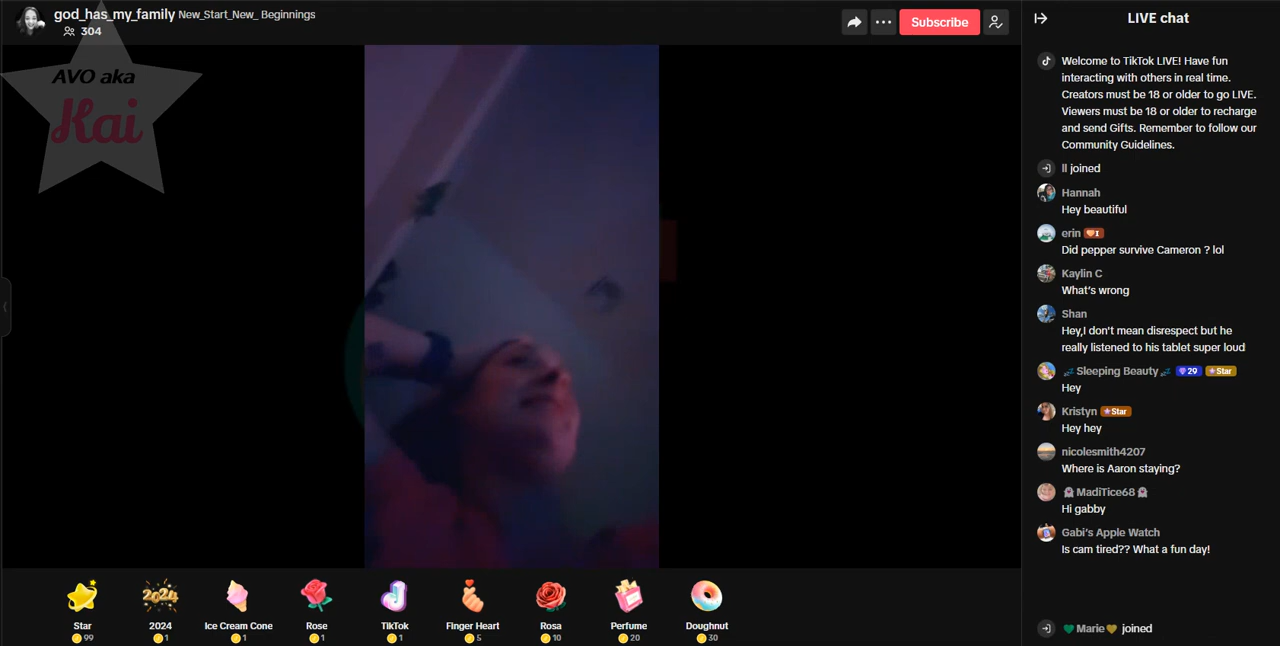 god_has_my_family New_Start_New_ Beginnings
304
Subscribe
AVO aka
Kai
LIVE chat
Welcome to TikTok LIVE! Have fun
interacting with others in real time.
Creators must be 18 or older to go LIVE.
Viewers must be 18 or older to recharge
and send Gifts. Remember to follow our
Community Guidelines.
ll joined
Hannah
Hey beautiful
erin I
Did pepper survive Cameron ? lol
Kaylin C
What's wrong
Shan
Hey,I don't mean disrespect but he
really listened to his tablet super loud
💤Sleeping Beauty💤 29 Star
Hey
Kristyn Star
Hey hey
nicolesmith4207
Where is Aaron staying?
👻MadiTice68👻
Hi gabby
Gabi's Apple Watch
Is cam tired?? What a fun day!
💚Marie💛 joined
2024
Star 2024 Ice Cream Cone Rose TikTok Finger Heart Rosa Perfume Doughnut
99 1 1 1 1 5 10 20 30